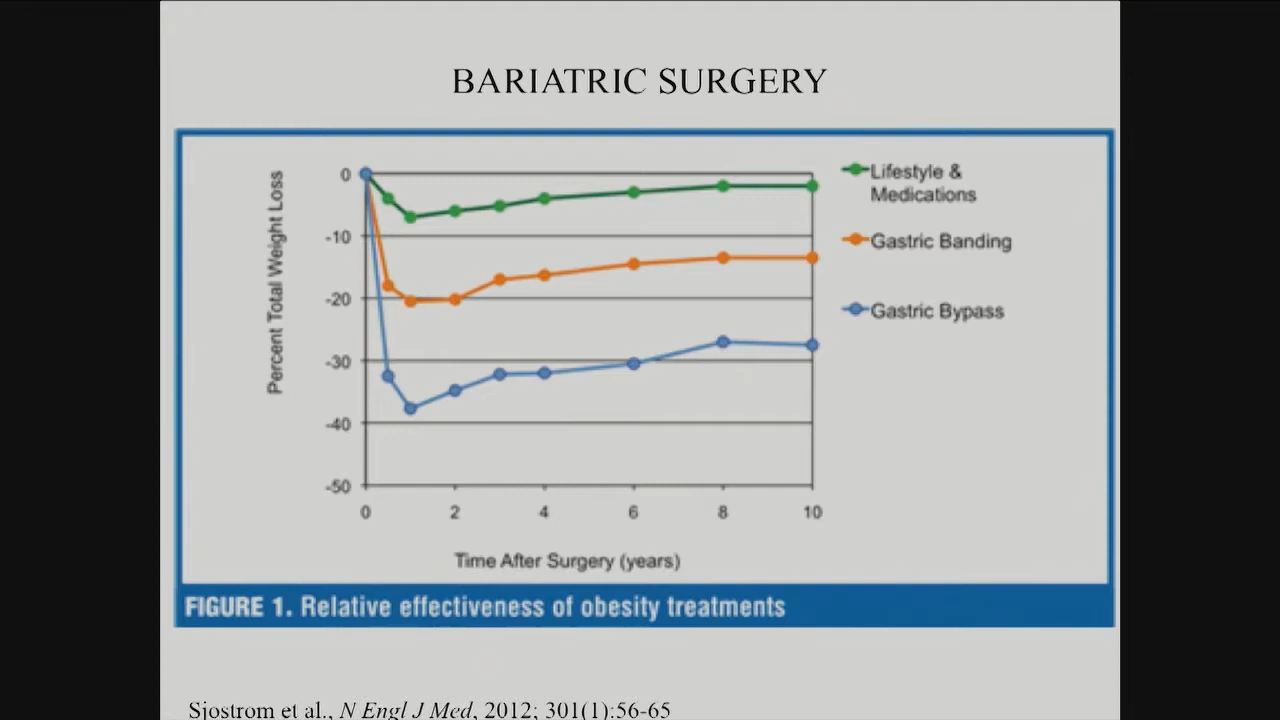 BARIATRIC SURGERY
Percent Total Weight Loss
0
-10
-20
-30
-40
-50
0 2 4 6 8 10
Time After Surgery (years)
Lifestyle &
Medications
Gastric Banding
Gastric Bypass
FIGURE 1. Relative effectiveness of obesity treatments
Sjostrom et al., N Engl J Med, 2012; 301(1):56-65